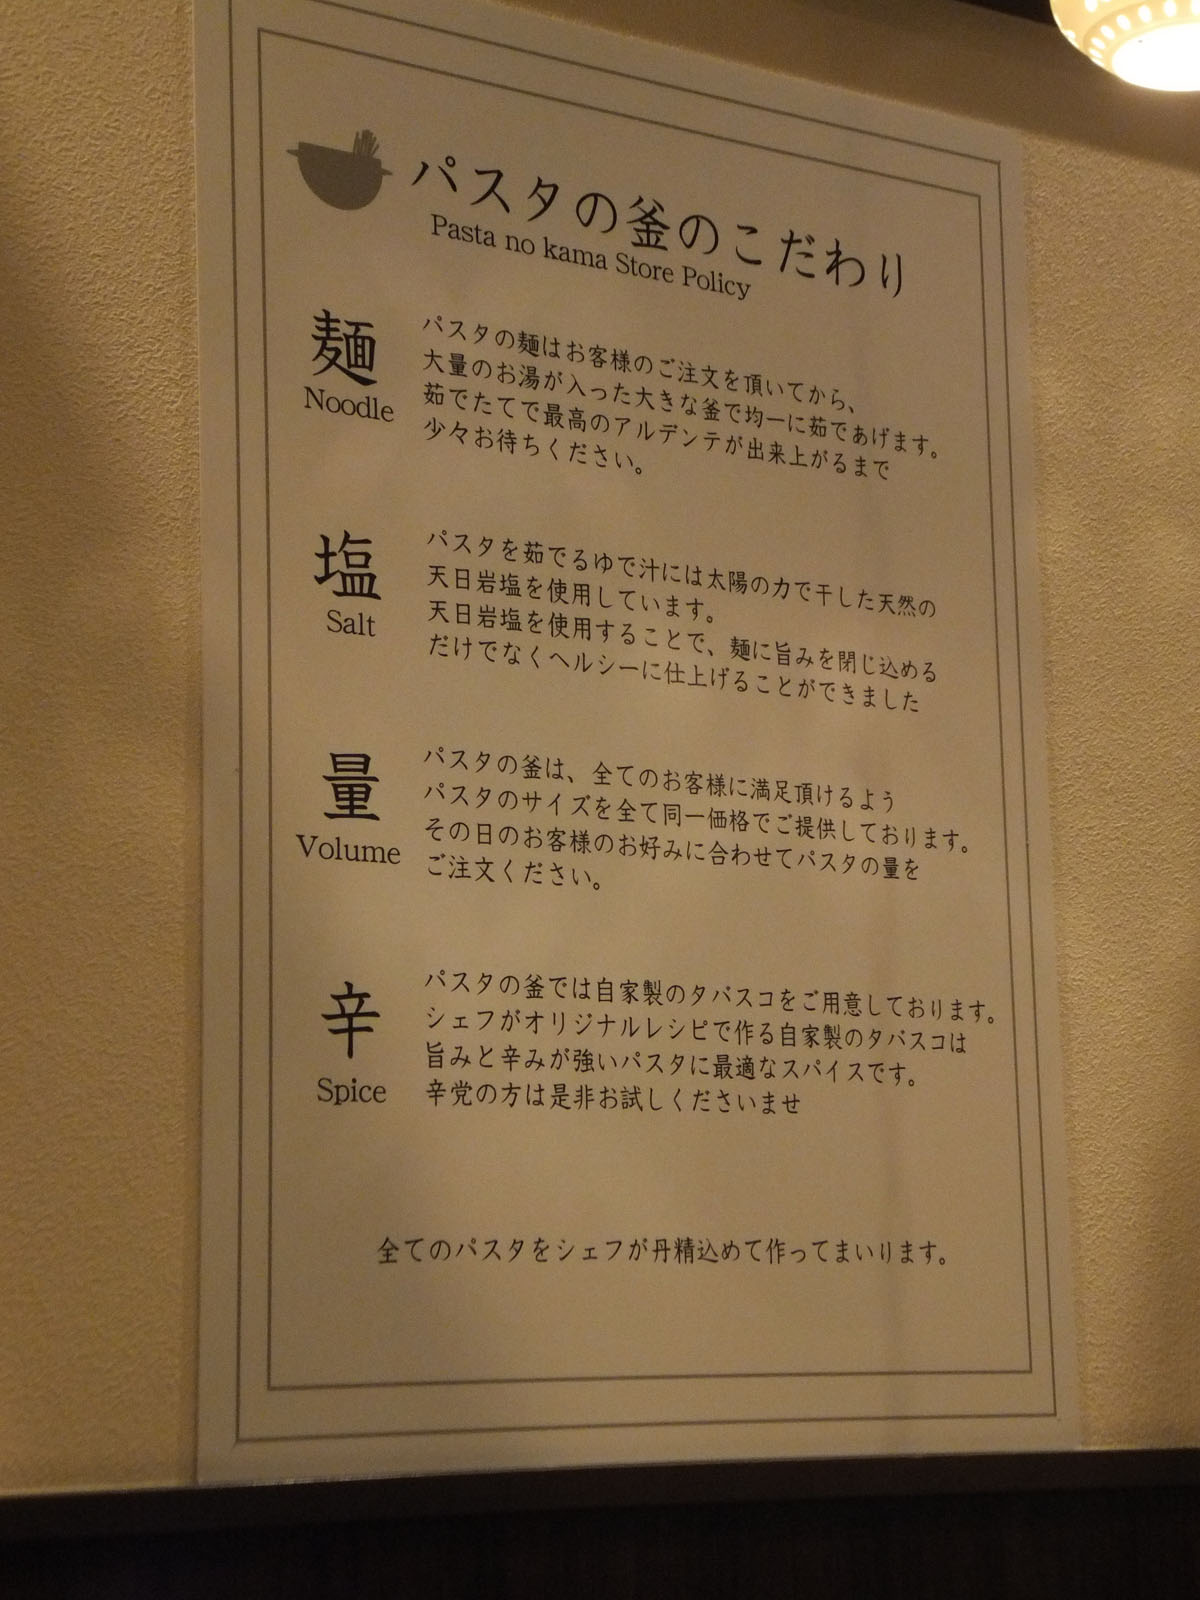 パスタの釜のこだわり
Pasta no kama Store Policy
麺
Noodle
パスタの麺はお客様のご注文を頂いてから、
大量のお湯が入った大きな釜で均一に茹であげます。
茹でたてで最高のアルデンテが出来上がるまで
少々お待ちください。
塩
Salt
パスタを茹でるゆで汁には太陽の力で干した天然の
天日岩塩を使用しています。
天日岩塩を使用することで、麺に旨みを閉じ込める
だけでなくヘルシーに仕上げることができました
量
Volume
パスタの釜は、全てのお客様に満足頂けるよう
パスタのサイズを全て同一価格でご提供しております。
その日のお客様のお好みに合わせてパスタの量を
ご注文ください。
辛
Spice
パスタの釜では自家製のタバスコをご用意しております。
シェフがオリジナルレシピで作る自家製のタバスコは
旨みと辛みが強いパスタに最適なスパイスです。
辛党の方は是非お試しくださいませ
全てのパスタをシェフが丹精込めて作ってまいります。